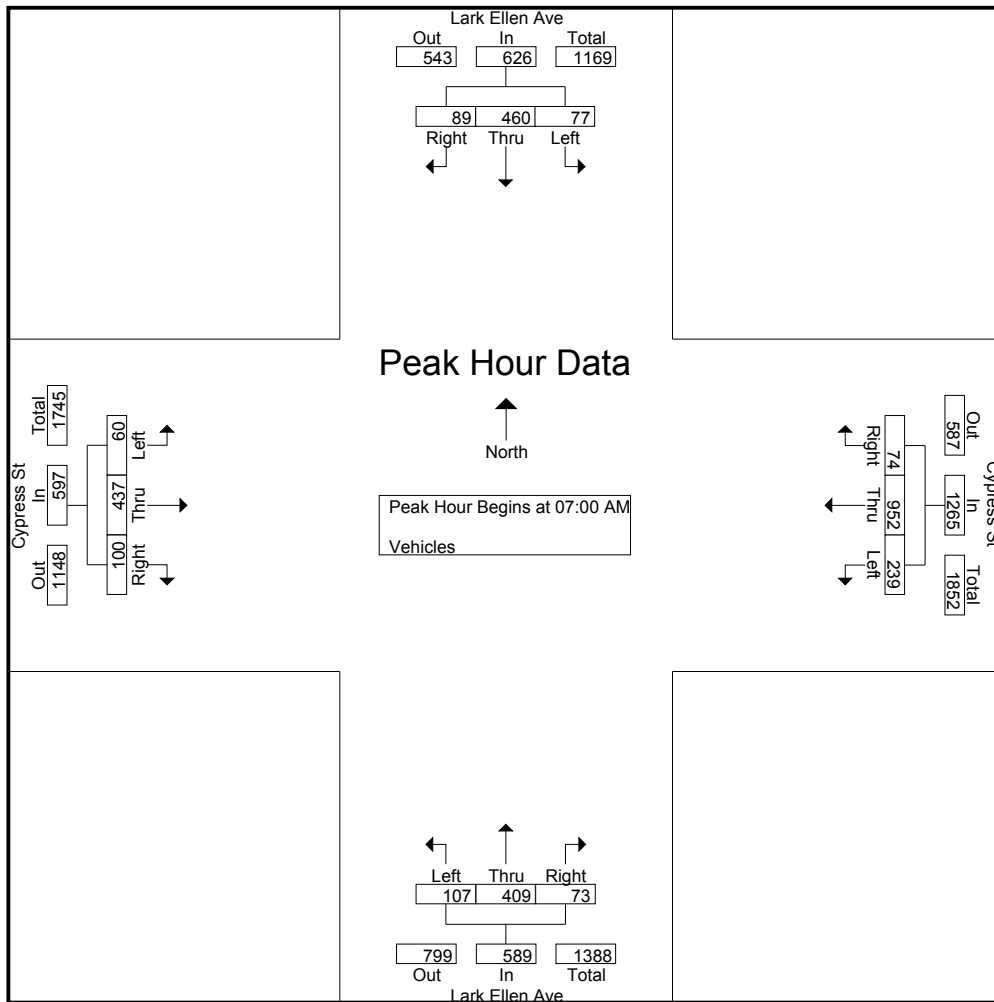 Lark Ellen Ave
Out In Total
543 626 1169
89 460 77
Right Thru Left
Peak Hour Data
North
Peak Hour Begins at 07:00 AM
Vehicles
Cypress St
Out In Total
1148 597 1745
Left Thru Right
60 437 100
Cypress St
Out In Total
587 1265 1852
Right Thru Left
74 952 239
Left Thru Right
107 409 73
799 589 1388
Out In Total
Lark Ellen Ave